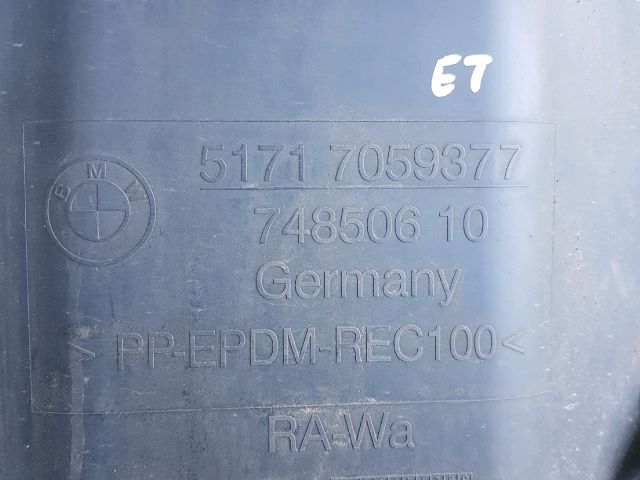 ET
5171 7059377
BMW
748506 10
Germany
> PP-EPDM-REC100<
RA-Wa